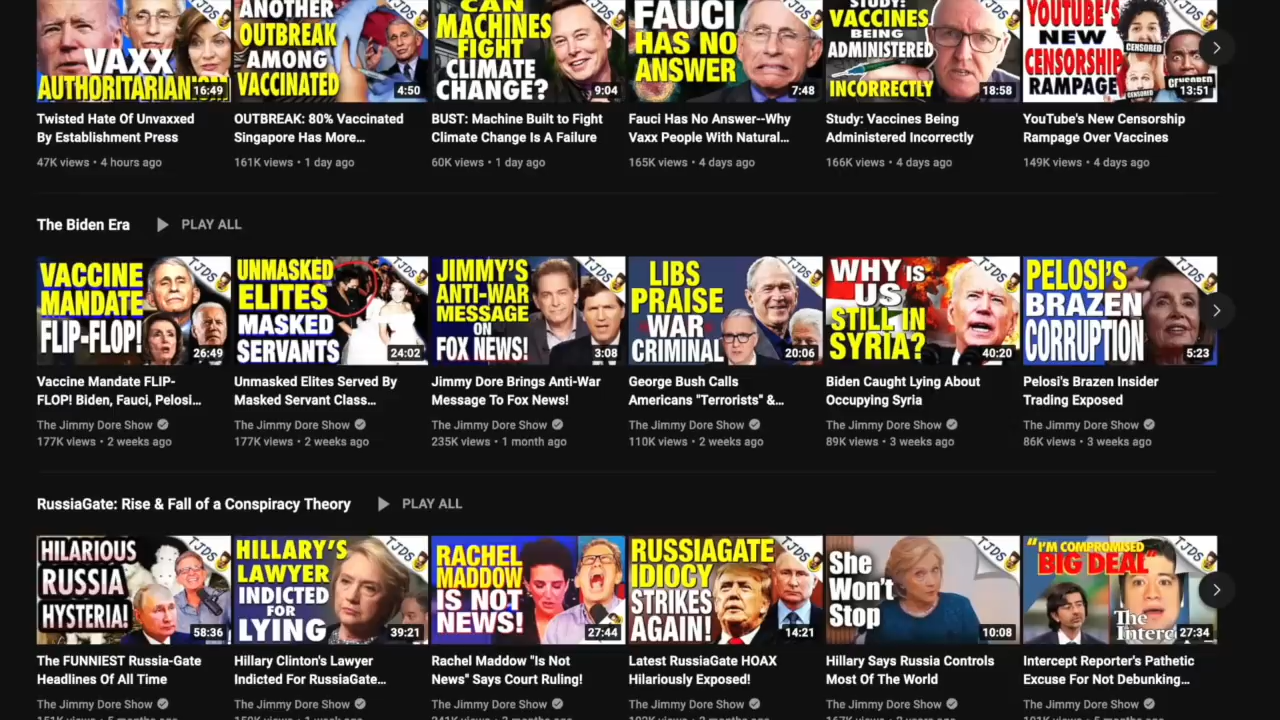 VAXX
AUTHORITARIANISM
16:49
ANOTHER
OUTBREAK
AMONG
VACCINATED
4:50
CAN
MACHINES
FIGHT
CLIMATE
CHANGE?
9:04
FAUCI
HAS NO
ANSWER
7:48
STUDY:
VACCINES
BEING
ADMINISTERED
INCORRECTLY
18:58
YOUTUBE'S
NEW
CENSORSHIP
RAMPAGE
CENSORED
CENSORED
CENSORED
13:51
Twisted Hate Of Unvaxxed
By Establishment Press
47K views • 4 hours ago
OUTBREAK: 80% Vaccinated
Singapore Has More...
161K views • 1 day ago
BUST: Machine Built to Fight
Climate Change Is A Failure
60K views • 1 day ago
Fauci Has No Answer--Why
Vaxx People With Natural...
165K views • 4 days ago
Study: Vaccines Being
Administered Incorrectly
166K views • 4 days ago
YouTube's New Censorship
Rampage Over Vaccines
149K views • 4 days ago
The Biden Era PLAY ALL
VACCINE
MANDATE
FLIP-FLOP!
TJDS
26:49
UNMASKED
ELITES
MASKED
SERVANTS
TJDS
24:02
JIMMY'S
ANTI-WAR
MESSAGE
ON
FOX NEWS!
TJDS
3:08
LIBS
PRAISE
WAR
CRIMINAL
TJDS
20:06
WHY IS
US
STILL IN
SYRIA?
TJDS
40:20
PELOSI'S
BRAZEN
CORRUPTION
TJDS
5:23
Vaccine Mandate FLIP-
FLOP! Biden, Fauci, Pelosi...
The Jimmy Dore Show
177K views • 2 weeks ago
Unmasked Elites Served By
Masked Servant Class...
The Jimmy Dore Show
177K views • 2 weeks ago
Jimmy Dore Brings Anti-War
Message To Fox News!
The Jimmy Dore Show
235K views • 1 month ago
George Bush Calls
Americans "Terrorists" &...
The Jimmy Dore Show
110K views • 2 weeks ago
Biden Caught Lying About
Occupying Syria
The Jimmy Dore Show
89K views • 3 weeks ago
Pelosi's Brazen Insider
Trading Exposed
The Jimmy Dore Show
86K views • 3 weeks ago
RussiaGate: Rise & Fall of a Conspiracy Theory PLAY ALL
HILARIOUS
RUSSIA
HYSTERIA!
TJDS
58:36
HILLARY'S
LAWYER
INDICTED
FOR
LYING
TJDS
39:21
RACHEL
MADDOW
IS NOT
NEWS!
TJDS
27:44
RUSSIAGATE
IDIOCY
STRIKES
AGAIN!
TJDS
14:21
She
Won't
Stop
TJDS
10:08
"I'M COMPROMISED
BIG DEAL"
TJDS
The
27:34
The FUNNIEST Russia-Gate
Headlines Of All Time
The Jimmy Dore Show
Hillary Clinton's Lawyer
Indicted For RussiaGate...
The Jimmy Dore Show
Rachel Maddow "Is Not
News" Says Court Ruling!
The Jimmy Dore Show
Latest RussiaGate HOAX
Hilariously Exposed!
The Jimmy Dore Show
Hillary Says Russia Controls
Most Of The World
The Jimmy Dore Show
Intercept Reporter's Pathetic
Excuse For Not Debunking...
The Jimmy Dore Show